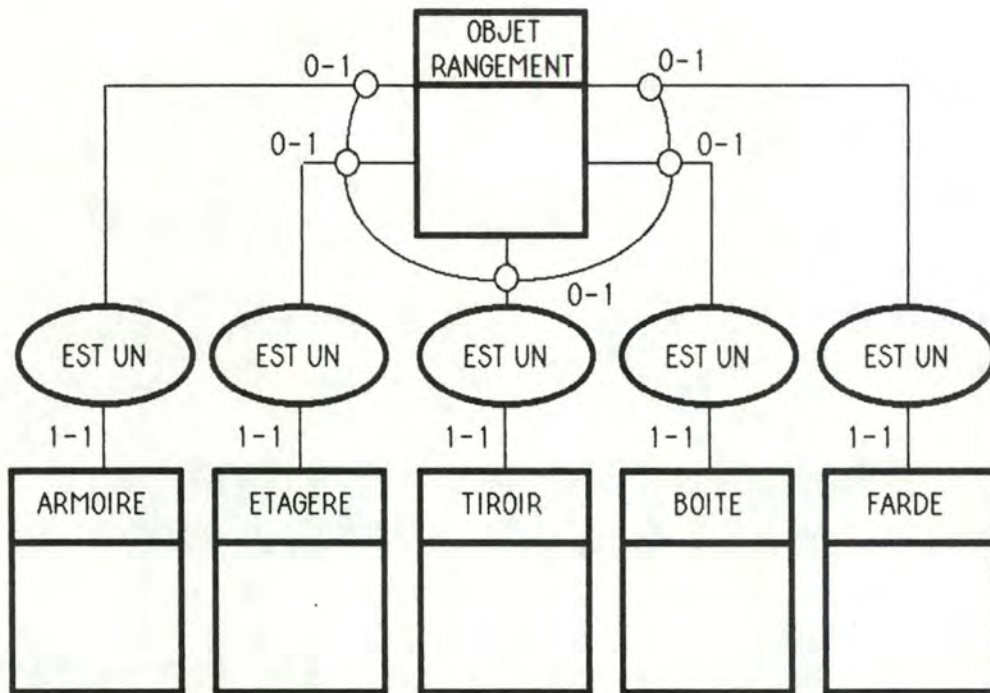 OBJET
RANGEMENT
0-1
0-1
0-1
0-1
0-1
EST UN
EST UN
EST UN
EST UN
EST UN
1-1
1-1
1-1
1-1
1-1
ARMOIRE
ETAGERE
TIROIR
BOITE
FARDE